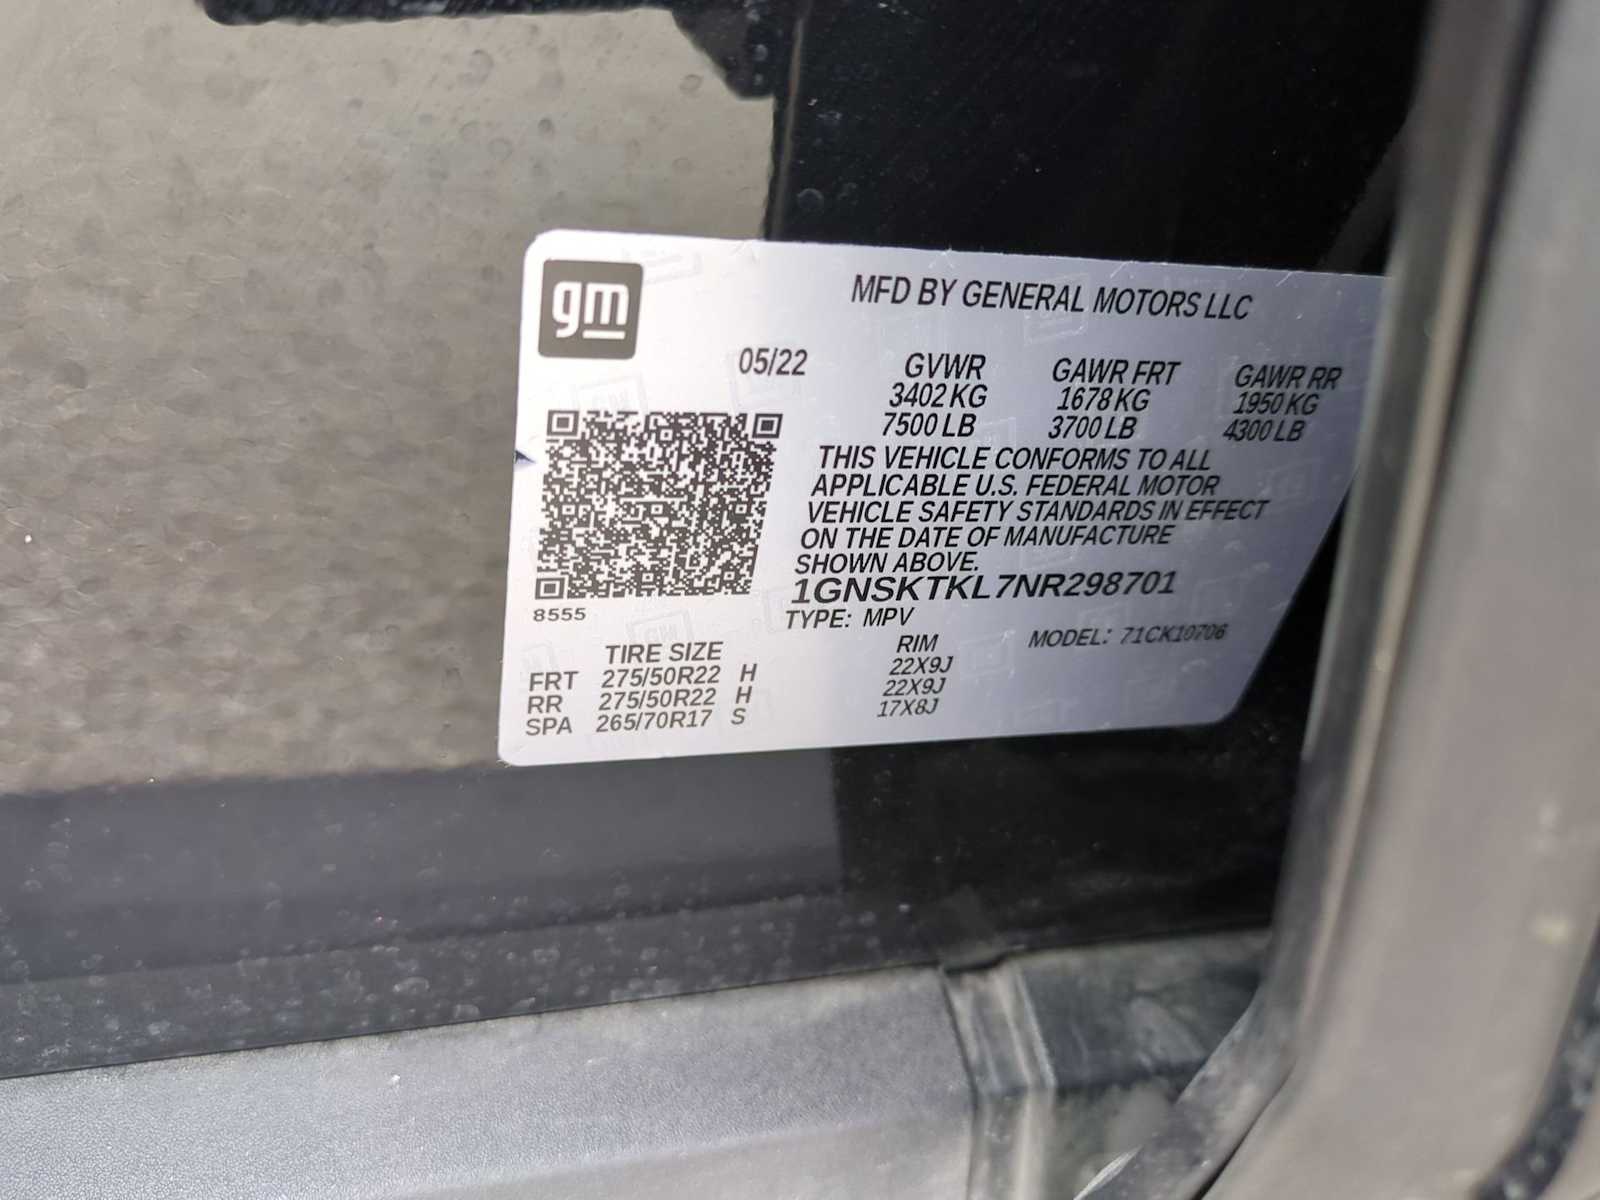 gm
MFD BY GENERAL MOTORS LLC
05/22
GVWR GAWR FRT GAWR RR
3402 KG 1678 KG 1950 KG
7500 LB 3700 LB 4300 LB
THIS VEHICLE CONFORMS TO ALL
APPLICABLE U.S. FEDERAL MOTOR
VEHICLE SAFETY STANDARDS IN EFFECT
ON THE DATE OF MANUFACTURE
SHOWN ABOVE.
1GNSKTKL7NR298701
8555
TYPE: MPV
MODEL: 71CK10706
TIRE SIZE RIM
FRT 275/50R22 H 22X9J
RR 275/50R22 H 22X9J
SPA 265/70R17 S 17X8J